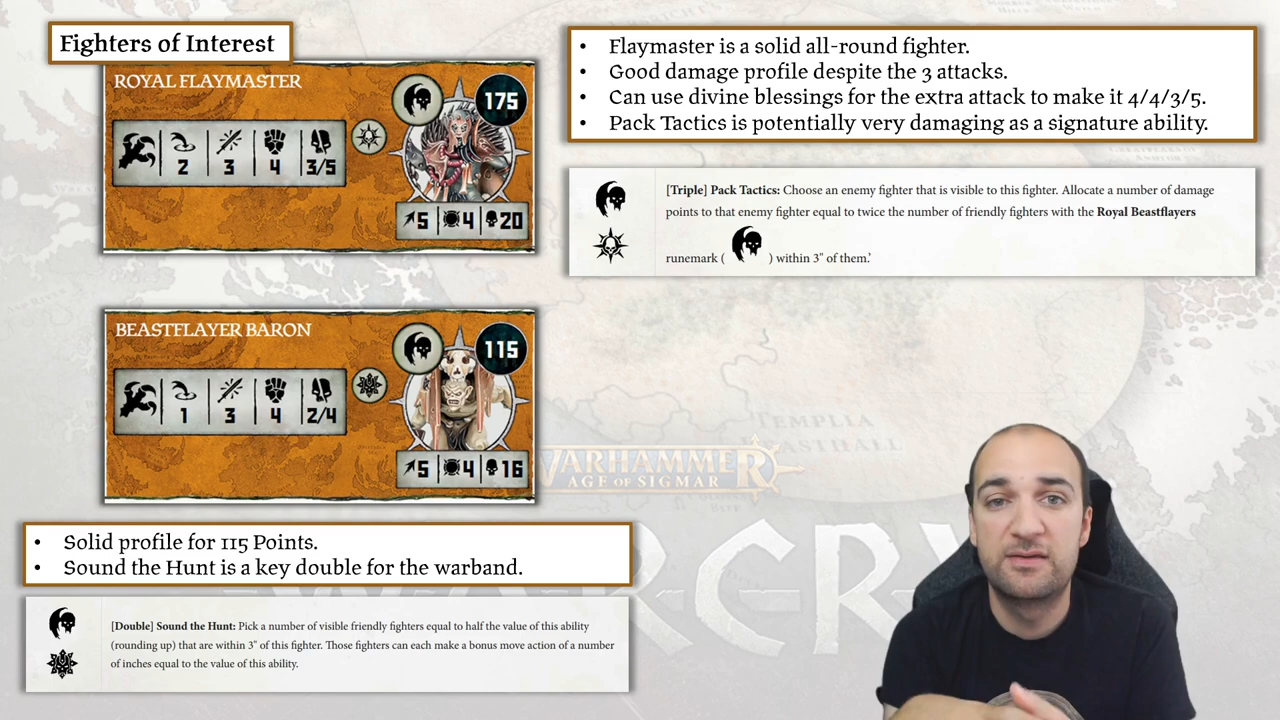 Fighters of Interest
ROYAL FLAYMASTER
175
2 3 4 3/5
5 4 20
• Flaymaster is a solid all-round fighter.
• Good damage profile despite the 3 attacks.
• Can use divine blessings for the extra attack to make it 4/4/3/5.
• Pack Tactics is potentially very damaging as a signature ability.
[Triple] Pack Tactics: Choose an enemy fighter that is visible to this fighter. Allocate a number of damage
points to that enemy fighter equal to twice the number of friendly fighters with the Royal Beastflayers
runemark ( ) within 3" of them.'
BEASTFLAYER BARON
115
1 3 4 2/4
5 4 16
TEMPLIA
WARHAMMER
AGE OF SIGMAR
• Solid profile for 115 Points.
• Sound the Hunt is a key double for the warband.
[Double] Sound the Hunt: Pick a number of visible friendly fighters equal to half the value of this ability
(rounding up) that are within 3" of this fighter. Those fighters can each make a bonus move action of a number
of inches equal to the value of this ability.